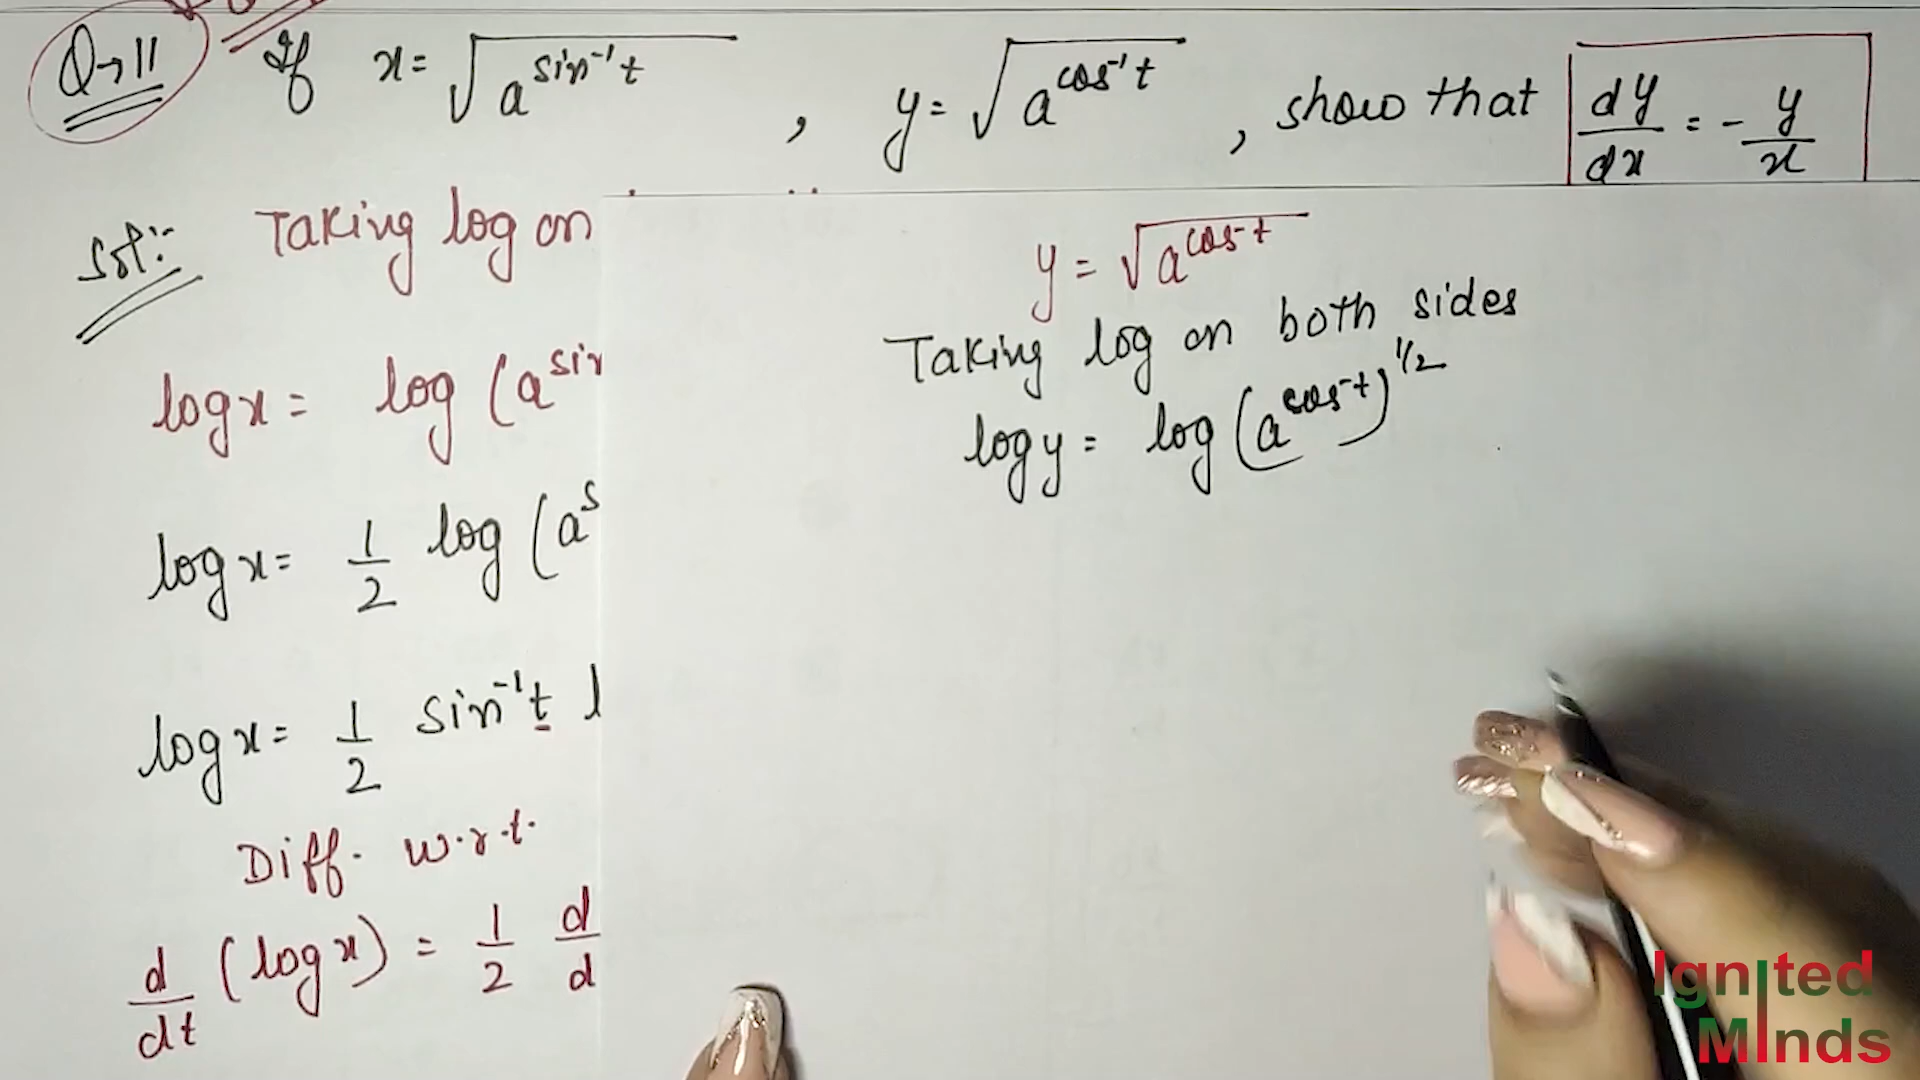 Q→11 If x = √a^sin⁻¹t , y = √a^cos⁻¹t , show that dy/dx = - y/x
Sol:-
Taking log on
log x = log (a^sin
log x = 1/2 log (a^s
log x = 1/2 sin⁻¹t l
Diff. w.r.t.
d/dt (log x) = 1/2 d/d
y = √a^cos⁻t
Taking log on both sides
log y = log (a^cos⁻t)^1/2
Ignited
Minds